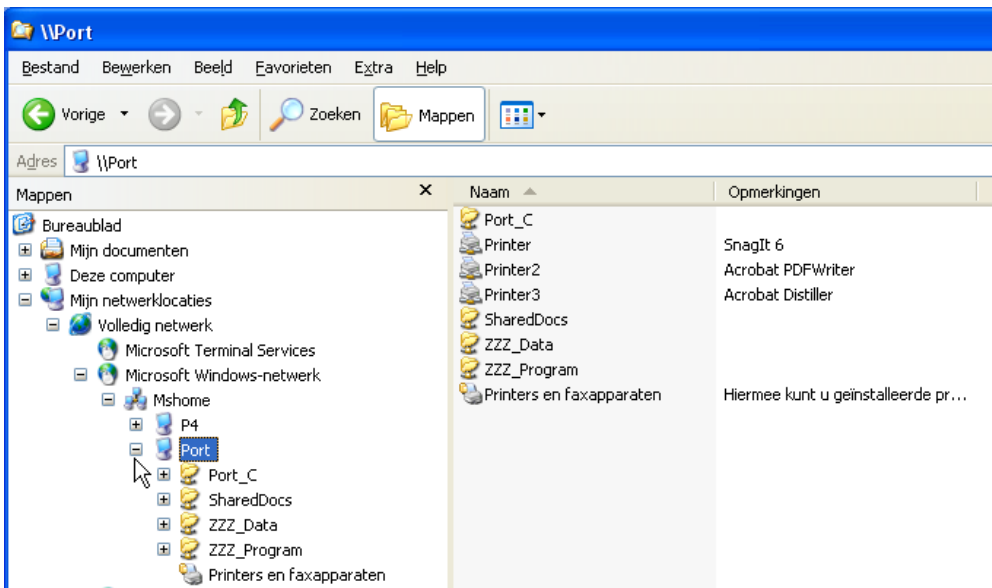 \\Port
Bestand Bewerken Beeld Favorieten Extra Help
Vorige Zoeken Mappen
Adres \\Port
Mappen x
Bureaublad
Mijn documenten
Deze computer
Mijn netwerklocaties
Volledig netwerk
Microsoft Terminal Services
Microsoft Windows-netwerk
Mshome
P4
Port
Port_C
SharedDocs
ZZZ_Data
ZZZ_Program
Printers en faxapparaten
Naam Opmerkingen
Port_C
Printer SnagIt 6
Printer2 Acrobat PDFWriter
Printer3 Acrobat Distiller
SharedDocs
ZZZ_Data
ZZZ_Program
Printers en faxapparaten Hiermee kunt u geïnstalleerde pr...